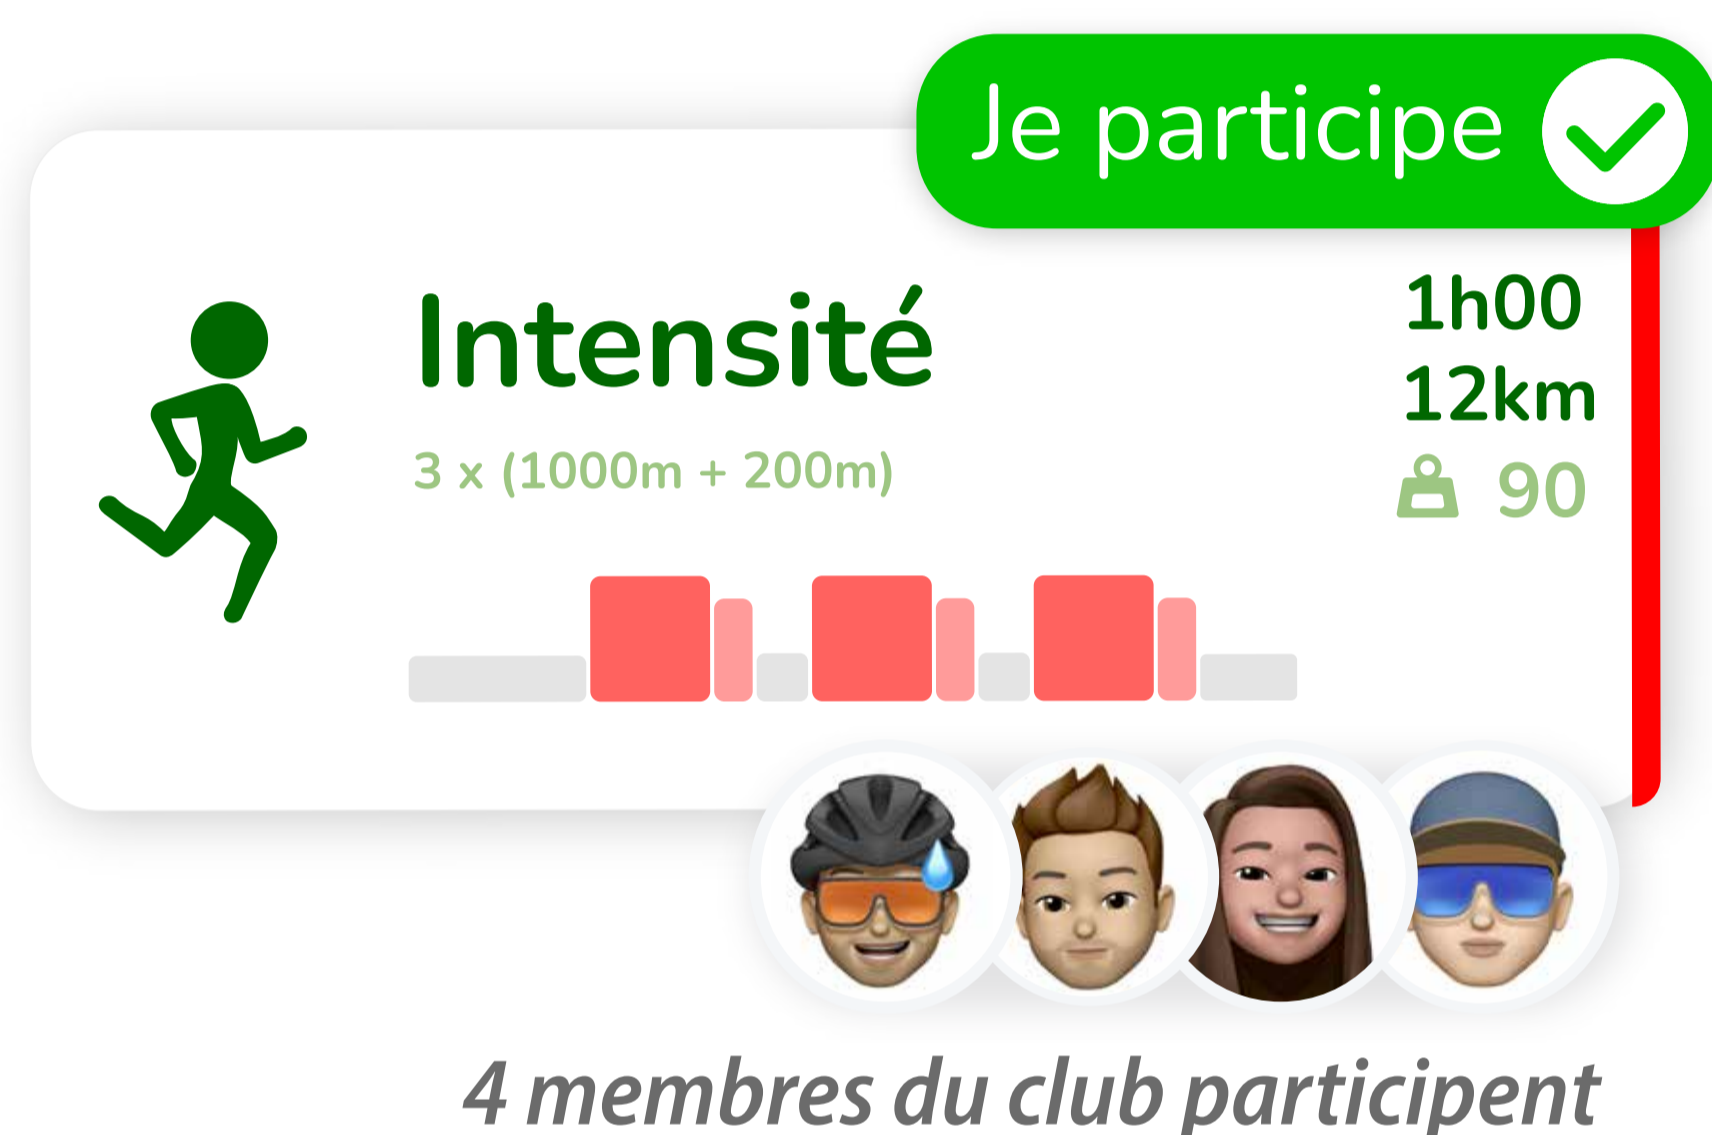 Je participe
Intensité
3 x (1000m + 200m)
1h00
12km
90
4 membres du club participent